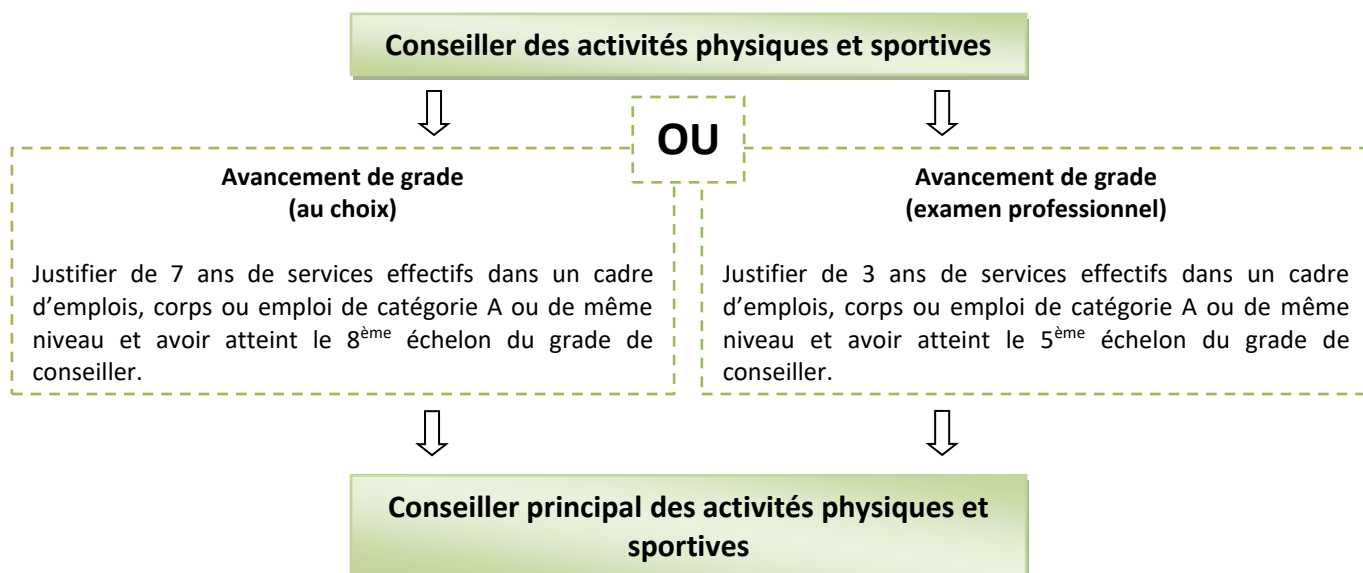 Conseiller des activités physiques et sportives
OU
Avancement de grade
(au choix)
Justifier de 7 ans de services effectifs dans un cadre
d’emplois, corps ou emploi de catégorie A ou de même
niveau et avoir atteint le 8ème échelon du grade de
conseiller.
Avancement de grade
(examen professionnel)
Justifier de 3 ans de services effectifs dans un cadre
d’emplois, corps ou emploi de catégorie A ou de même
niveau et avoir atteint le 5ème échelon du grade de
conseiller.
Conseiller principal des activités physiques et
sportives